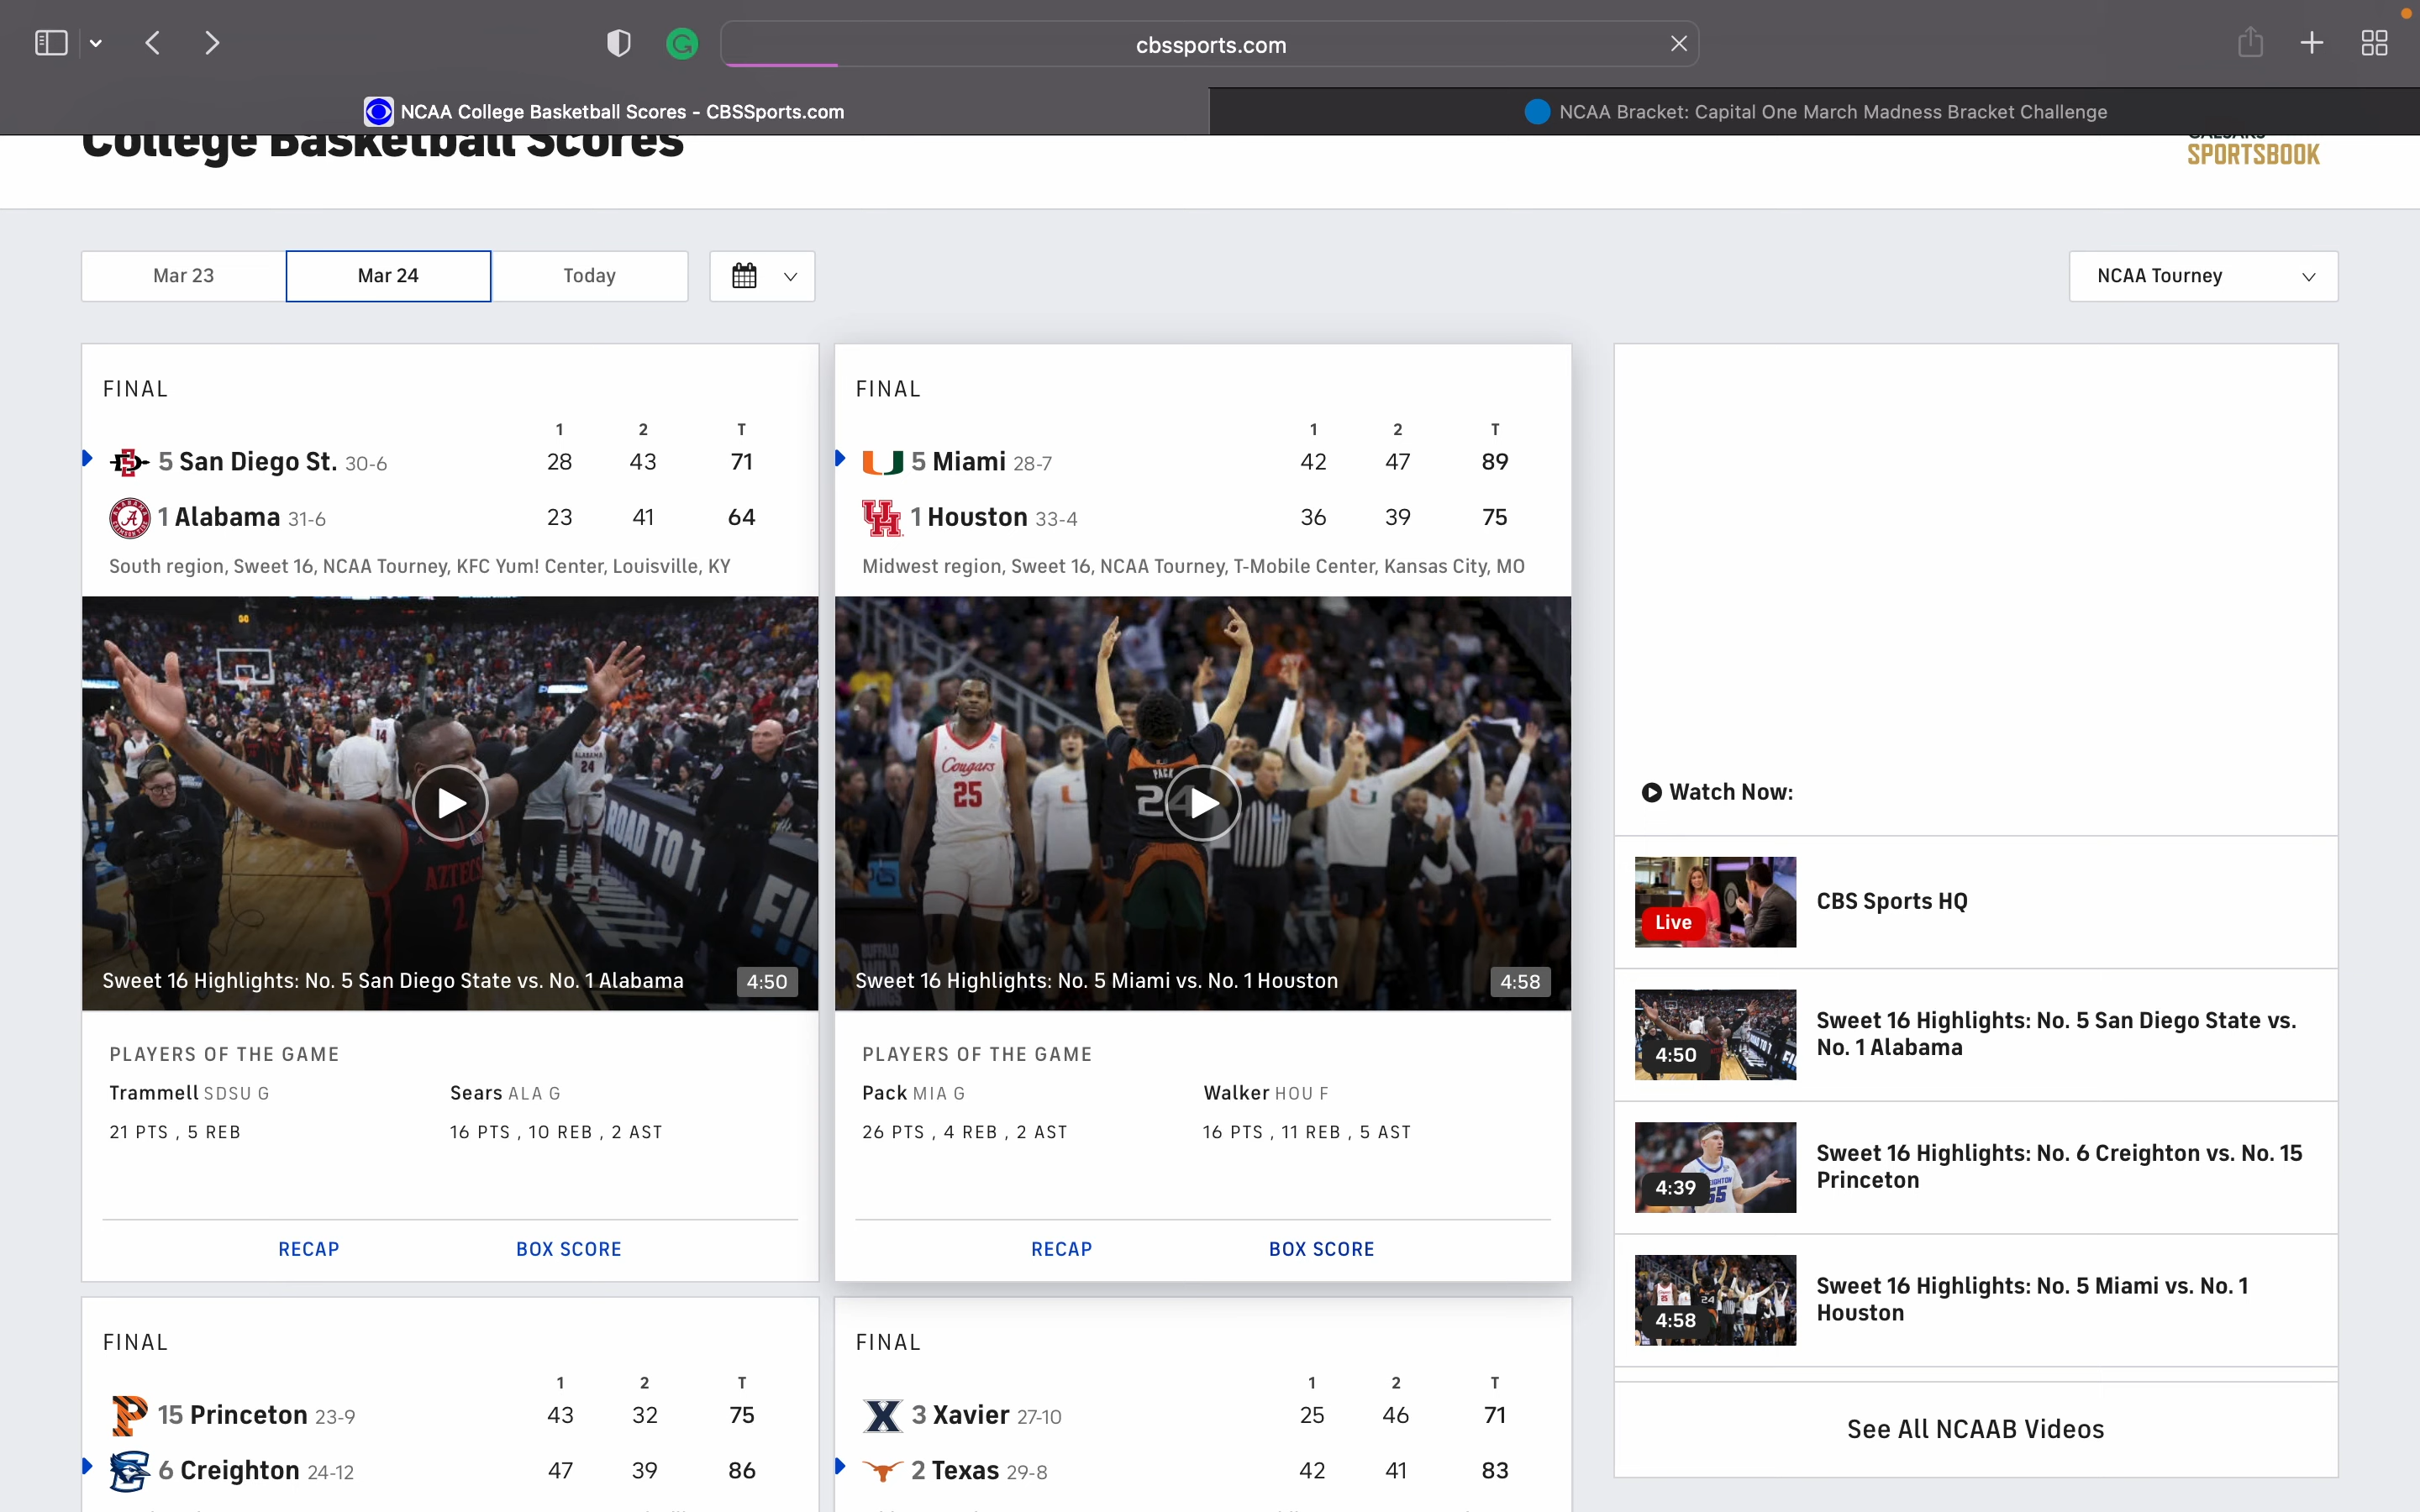 cbssports.com
NCAA College Basketball Scores - CBSSports.com
NCAA Bracket: Capital One March Madness Bracket Challenge
College Basketball Scores
CAESARS
SPORTSBOOK
Mar 23
Mar 24
Today
NCAA Tourney
FINAL
1 2 T
5 San Diego St. 30-6 28 43 71
1 Alabama 31-6 23 41 64
South region, Sweet 16, NCAA Tourney, KFC Yum! Center, Louisville, KY
14
ALABAMA
24
AZTECS
2
ROAD TO T
Sweet 16 Highlights: No. 5 San Diego State vs. No. 1 Alabama 4:50
PLAYERS OF THE GAME
Trammell SDSU G Sears ALA G
21 PTS , 5 REB 16 PTS , 10 REB , 2 AST
RECAP BOX SCORE
FINAL
1 2 T
5 Miami 28-7 42 47 89
1 Houston 33-4 36 39 75
Midwest region, Sweet 16, NCAA Tourney, T-Mobile Center, Kansas City, MO
Cougars
25
PACK
24
Sweet 16 Highlights: No. 5 Miami vs. No. 1 Houston 4:58
PLAYERS OF THE GAME
Pack MIA G Walker HOU F
26 PTS , 4 REB , 2 AST 16 PTS , 11 REB , 5 AST
RECAP BOX SCORE
FINAL
1 2 T
15 Princeton 23-9 43 32 75
6 Creighton 24-12 47 39 86
FINAL
1 2 T
3 Xavier 27-10 25 46 71
2 Texas 29-8 42 41 83
Watch Now:
Live
CBS Sports HQ
4:50
Sweet 16 Highlights: No. 5 San Diego State vs.
No. 1 Alabama
4:39
Sweet 16 Highlights: No. 6 Creighton vs. No. 15
Princeton
4:58
Sweet 16 Highlights: No. 5 Miami vs. No. 1
Houston
See All NCAAB Videos